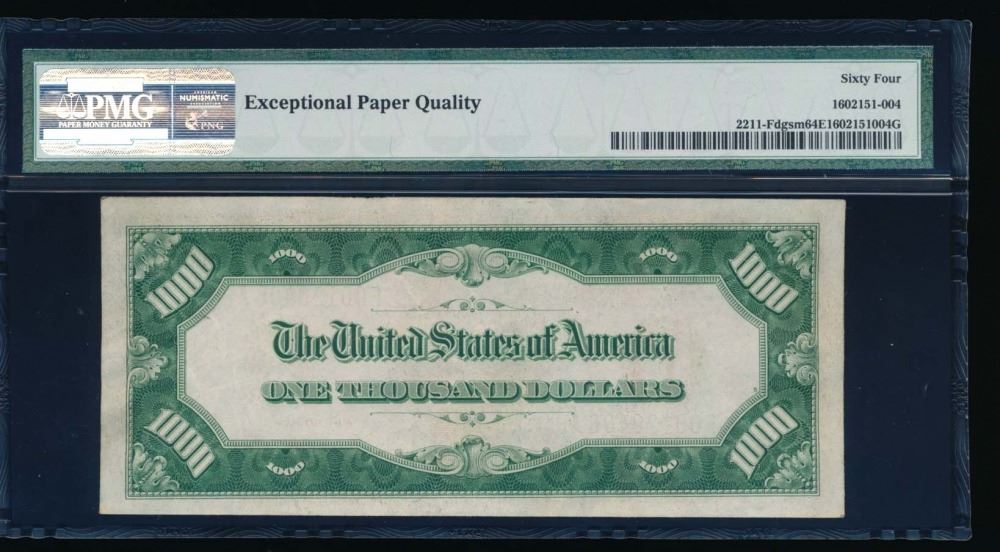 PMG
PAPER MONEY GUARANTY
AMERICAN
NUMISMATIC
ASSOCIATION
PNG
Exceptional Paper Quality
Sixty Four
1602151-004
2211-Fdgsm64E1602151004G
1000 1000 1000 1000
The United States of America
ONE THOUSAND DOLLARS
1000 1000 1000 1000